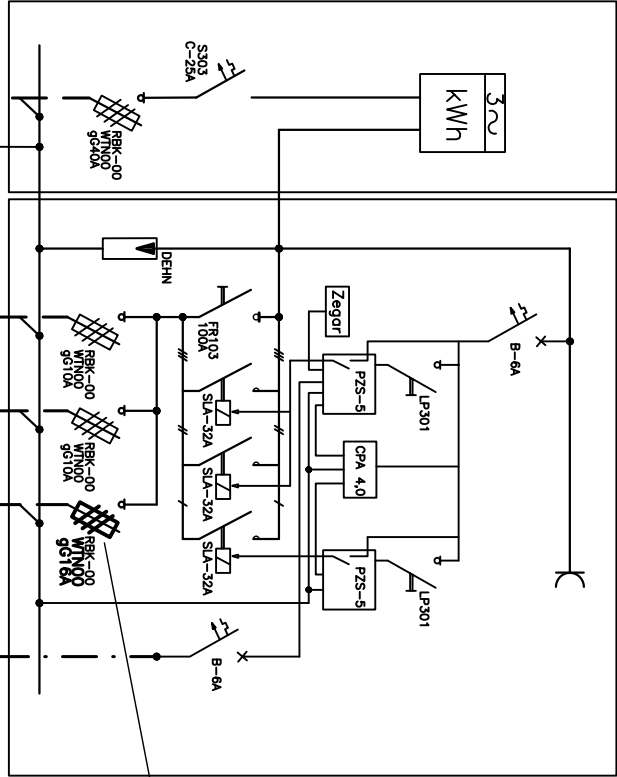 S303
C-25A
3~
kWh
RBK-00
WTN00
gG40A
DEHN
FR103
100A
Zegar
B-6A
PZS-5
LP301
SLA-32A
RBK-00
WTN00
gG10A
SLA-32A
CPA 4,0
RBK-00
WTN00
gG10A
SLA-32A
PZS-5
LP301
RBK-00
WTN00
gG16A
B-6A